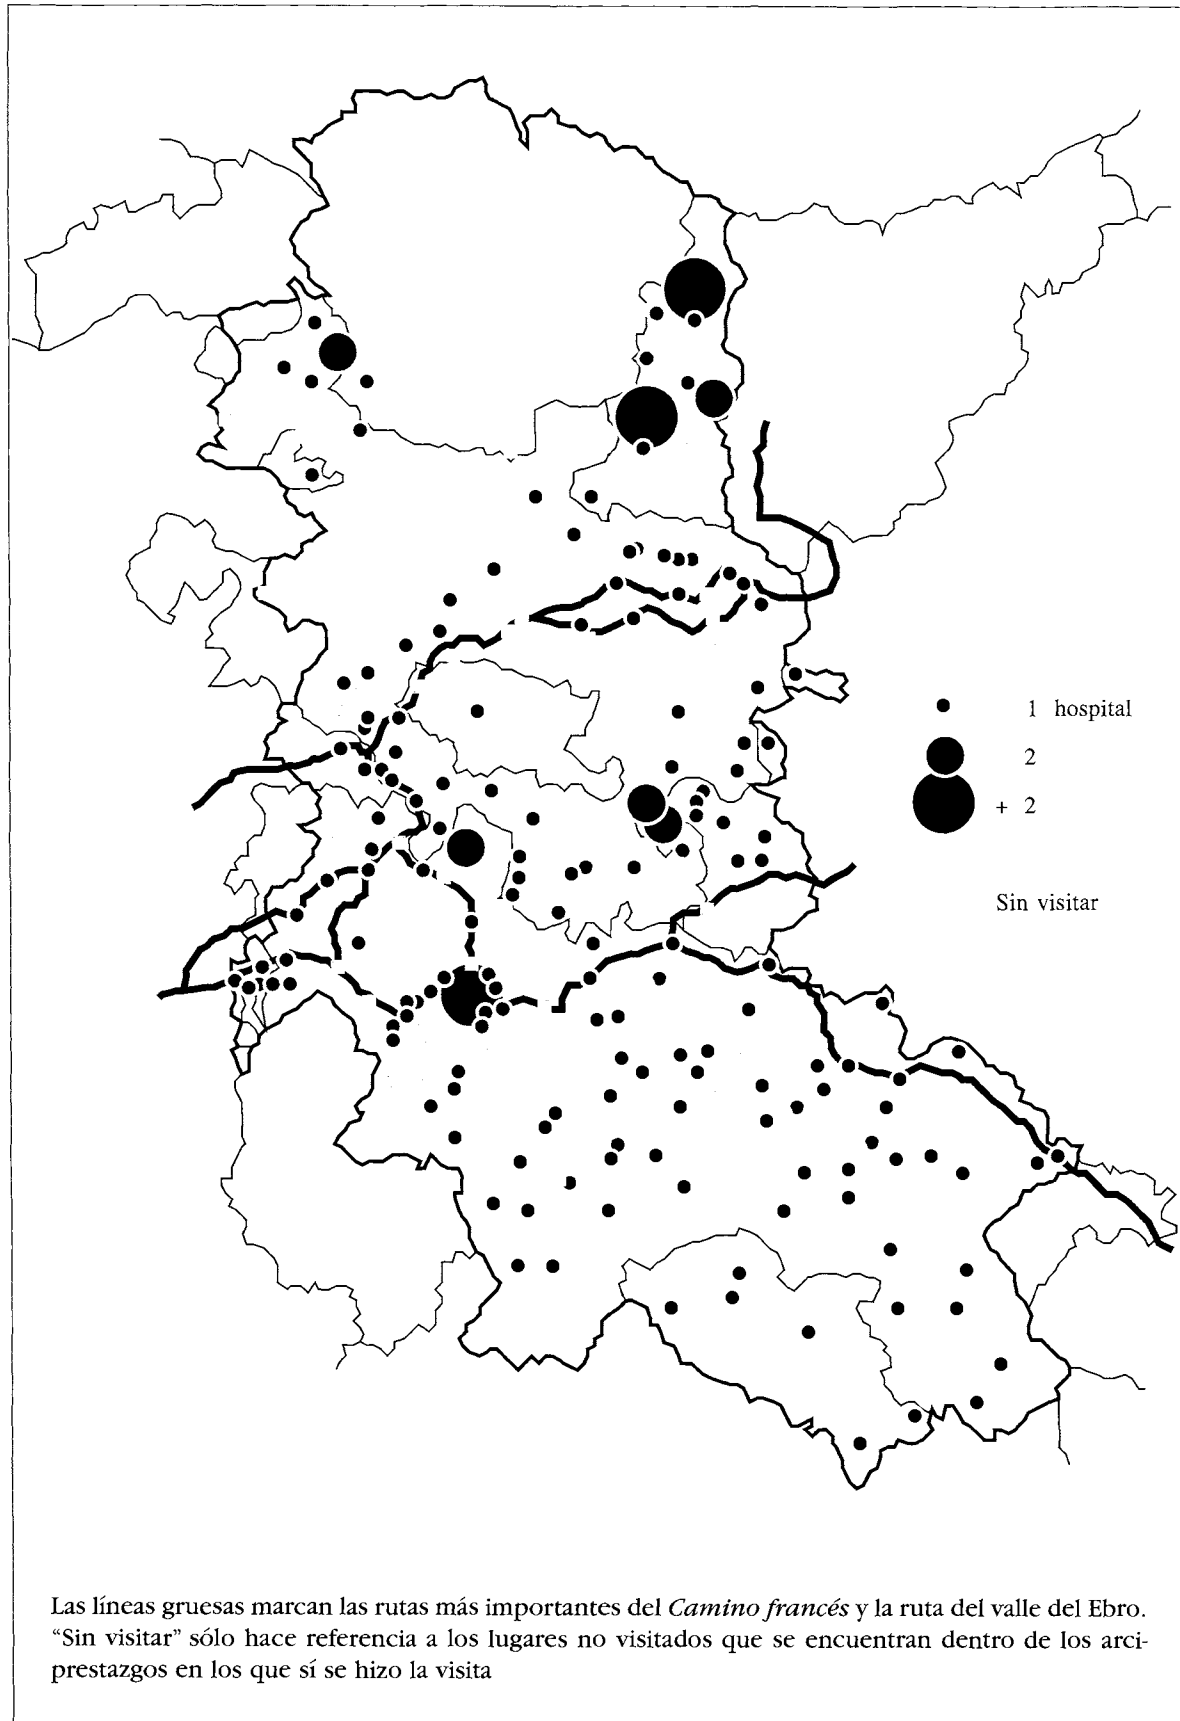 1 hospital
2
+ 2
Sin visitar
Las líneas gruesas marcan las rutas más importantes del Camino francés y la ruta del valle del Ebro.
“Sin visitar” sólo hace referencia a los lugares no visitados que se encuentran dentro de los arci-
prestazgos en los que sí se hizo la visita